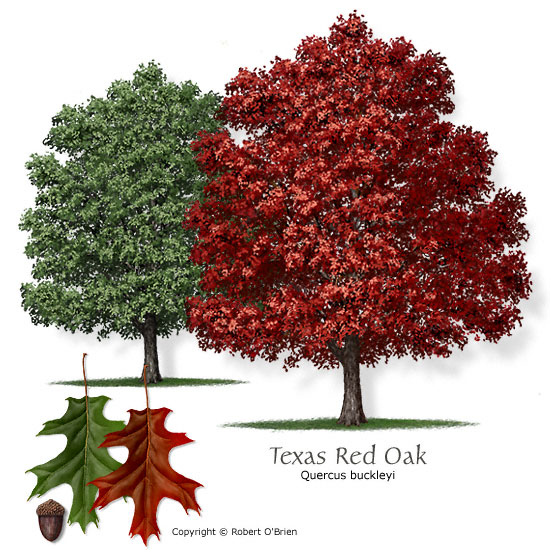 Texas Red Oak
Quercus buckleyi
Copyright © Robert O'Brien